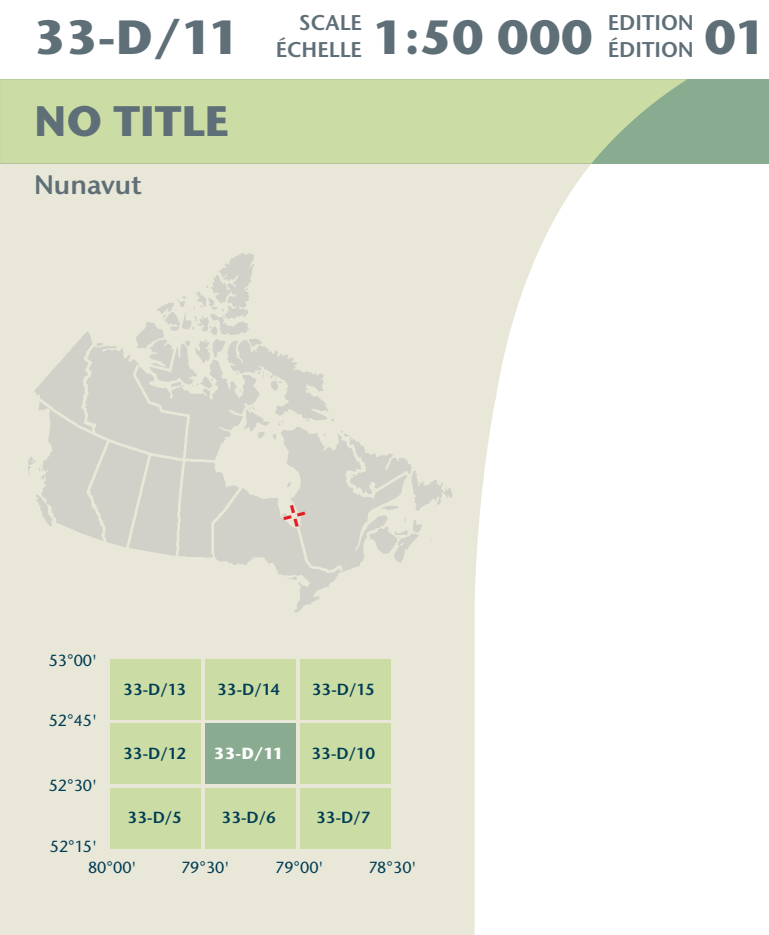 33-D/11 SCALE ÉCHELLE 1:50 000 EDITION ÉDITION 01
NO TITLE
Nunavut
53°00'
33-D/13 33-D/14 33-D/15
52°45'
33-D/12 33-D/11 33-D/10
52°30'
33-D/5 33-D/6 33-D/7
52°15'
80°00' 79°30' 79°00' 78°30'